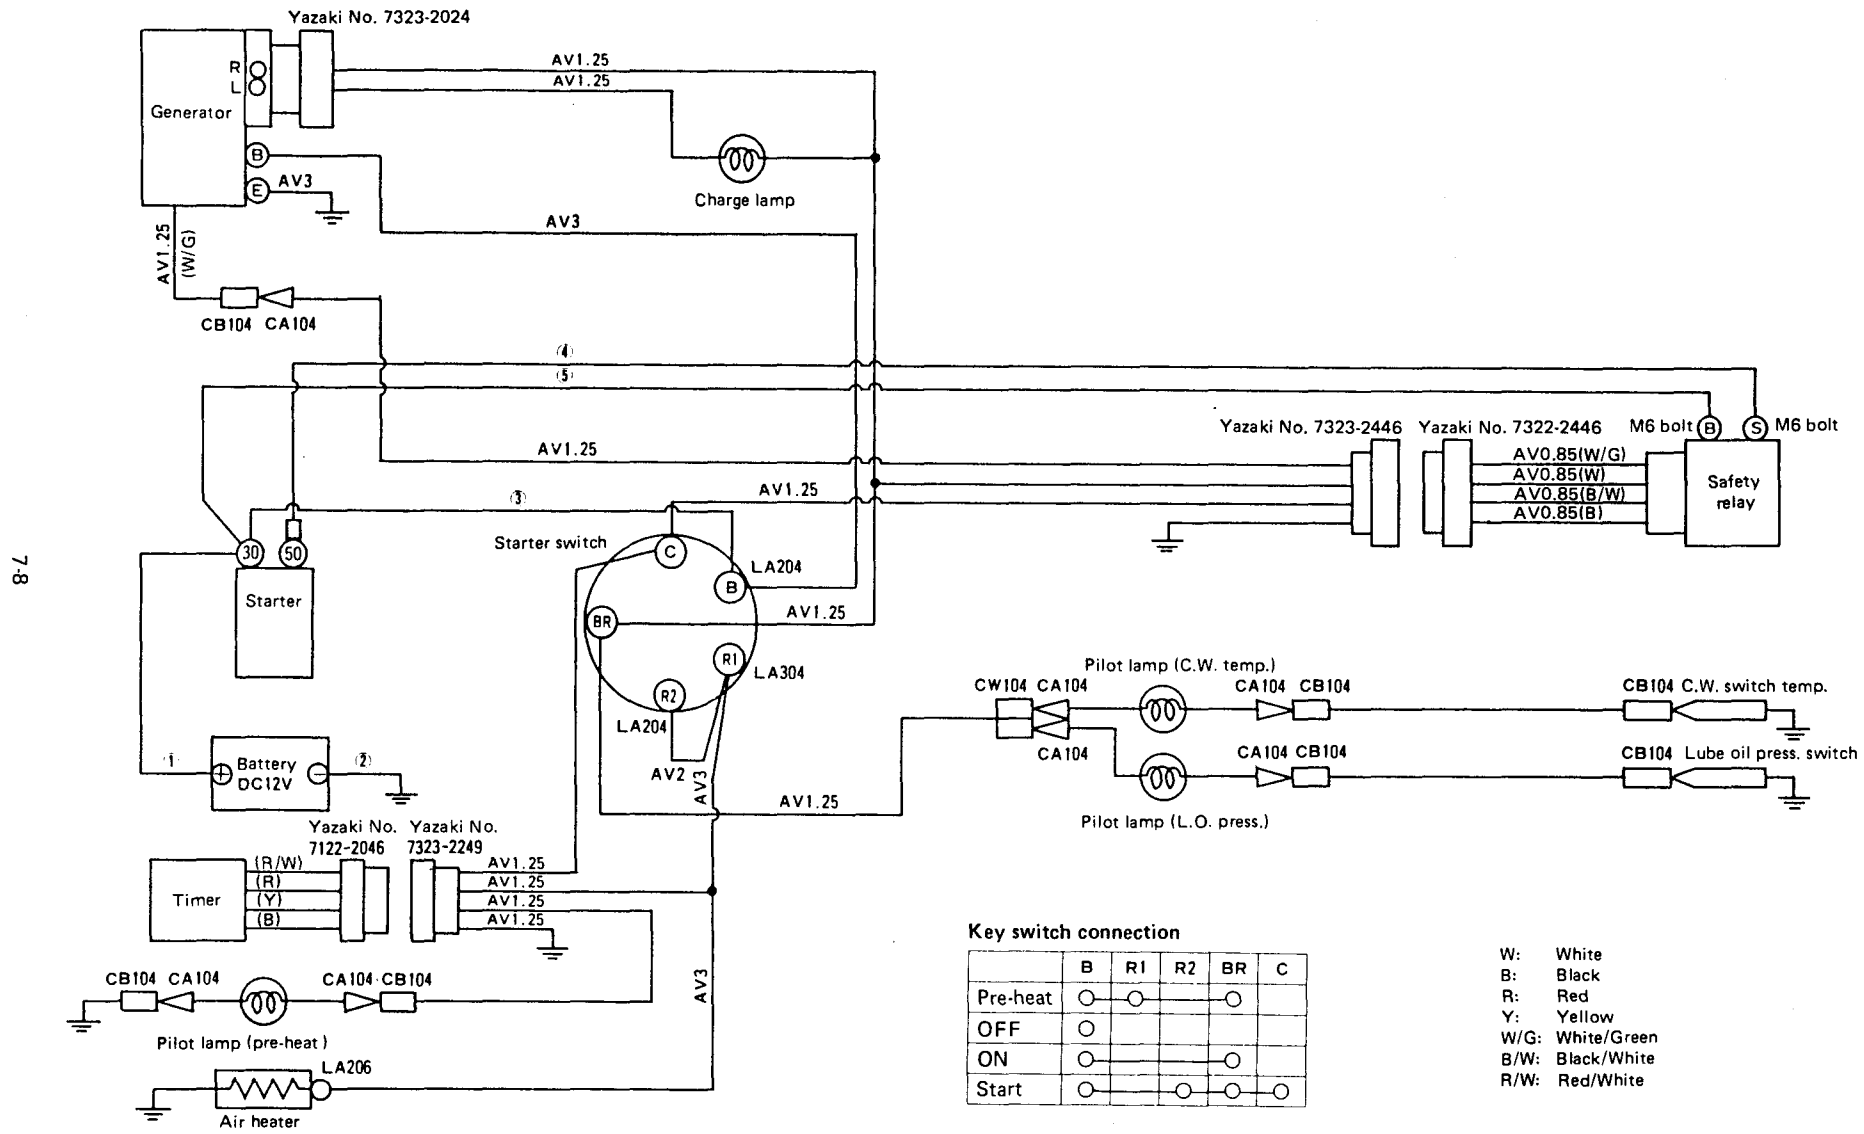 Yazaki No. 7323-2024
AV1.25
AV1.25
R
L
Generator
B
E
AV3
Charge lamp
AV3
AV1.25
(W/G)
CB104 CA104
④
⑤
Yazaki No. 7323-2446 Yazaki No. 7322-2446 M6 bolt B S M6 bolt
AV1.25
AV0.85(W/G)
AV0.85(W)
AV0.85(B/W)
AV0.85(B)
Safety
relay
③
AV1.25
Starter switch
C
30 50
LA204
B
7-8
Starter
AV1.25
BR
R1
LA304
R2
LA204
Pilot lamp (C.W. temp.)
CW104 CA104
CA104 CB104
CB104 C.W. switch temp.
CA104
CA104 CB104
CB104 Lube oil press. switch
Pilot lamp (L.O. press.)
① + Battery − ②
DC12V
AV2
AV3
AV1.25
Yazaki No. Yazaki No.
7122-2046 7323-2249
Timer
(R/W)
(R)
(Y)
(B)
AV1.25
AV1.25
AV1.25
AV1.25
AV3
CB104 CA104
CA104 CB104
Pilot lamp (pre-heat)
LA206
Air heater
Key switch connection
B R1 R2 BR C
Pre-heat
OFF
ON
Start
W: White
B: Black
R: Red
Y: Yellow
W/G: White/Green
B/W: Black/White
R/W: Red/White